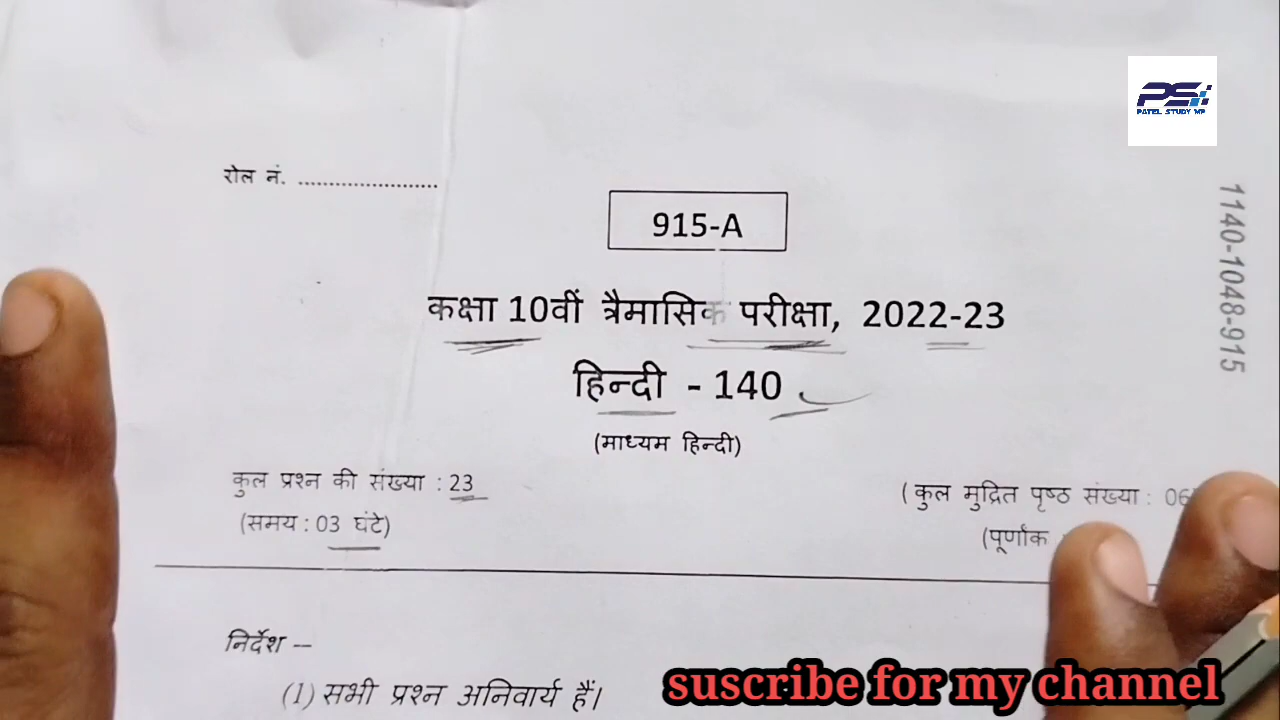 PS
PATEL STUDY MP
रोल नं. ........................
915-A
1140-1048-915
कक्षा 10वीं त्रैमासिक परीक्षा, 2022-23
हिन्दी - 140
(माध्यम हिन्दी)
कुल प्रश्न की संख्या : 23
(कुल मुद्रित पृष्ठ संख्या : 06
(समय : 03 घंटे)
(पूर्णांक
निर्देश --
(1) सभी प्रश्न अनिवार्य हैं।
suscribe for my channel